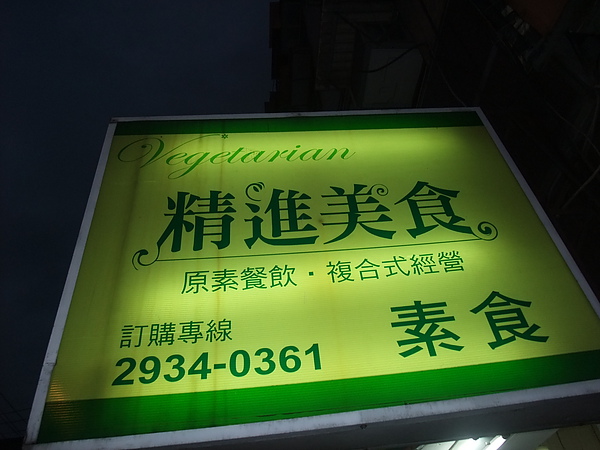 Vegetarian
精進美食
原素餐飲·複合式經營
訂購專線
2934-0361
素食